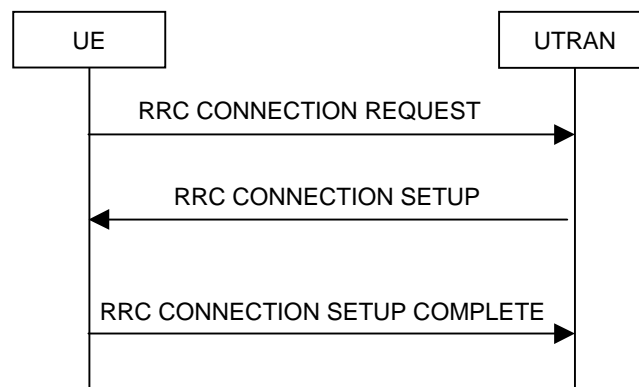 UE
UTRAN
RRC CONNECTION REQUEST
RRC CONNECTION SETUP
RRC CONNECTION SETUP COMPLETE